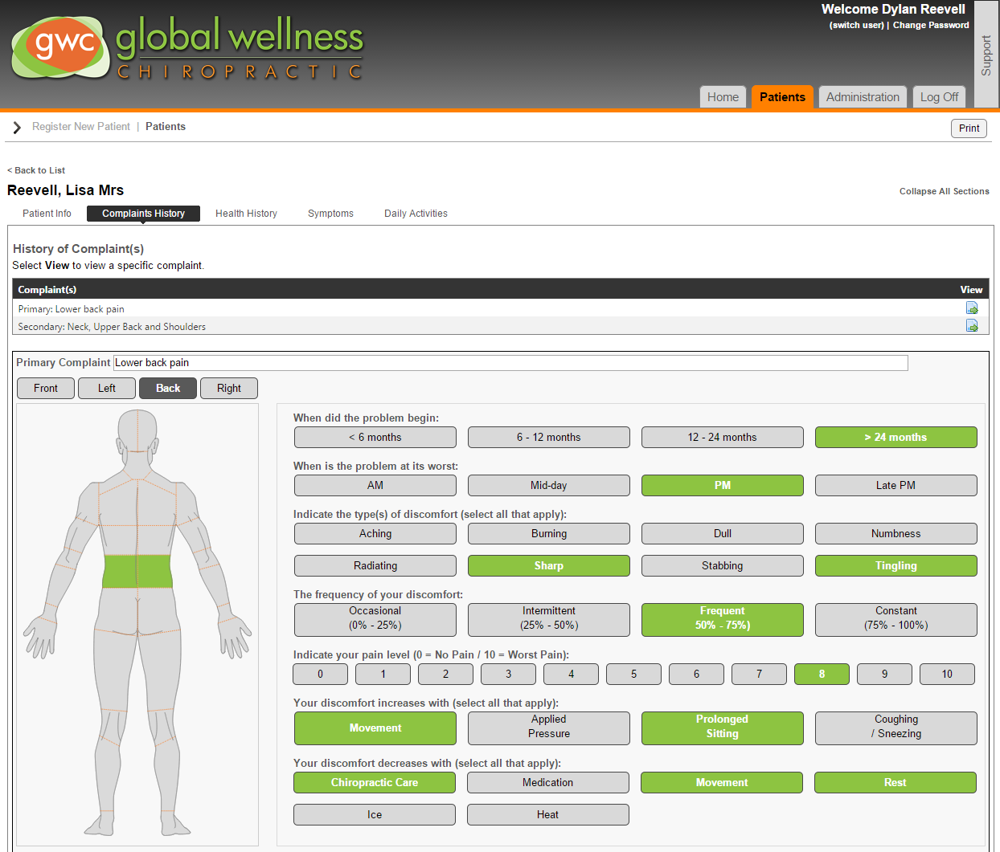 gwc global wellness
CHIROPRACTIC
Welcome Dylan Reevell
(switch user) | Change Password
Support
Home Patients Administration Log Off
Register New Patient | Patients
Print
< Back to List
Reevell, Lisa Mrs
Collapse All Sections
Patient Info Complaints History Health History Symptoms Daily Activities
History of Complaint(s)
Select View to view a specific complaint.
Complaint(s) View
Primary: Lower back pain
Secondary: Neck, Upper Back and Shoulders
Primary Complaint Lower back pain
Front Left Back Right
When did the problem begin:
< 6 months 6 - 12 months 12 - 24 months > 24 months
When is the problem at its worst:
AM Mid-day PM Late PM
Indicate the type(s) of discomfort (select all that apply):
Aching Burning Dull Numbness
Radiating Sharp Stabbing Tingling
The frequency of your discomfort:
Occasional Intermittent Frequent Constant
(0% - 25%) (25% - 50%) 50% - 75%) (75% - 100%)
Indicate your pain level (0 = No Pain / 10 = Worst Pain):
0 1 2 3 4 5 6 7 8 9 10
Your discomfort increases with (select all that apply):
Movement
Applied
Pressure
Prolonged
Sitting
Coughing
/ Sneezing
Your discomfort decreases with (select all that apply):
Chiropractic Care Medication Movement Rest
Ice Heat